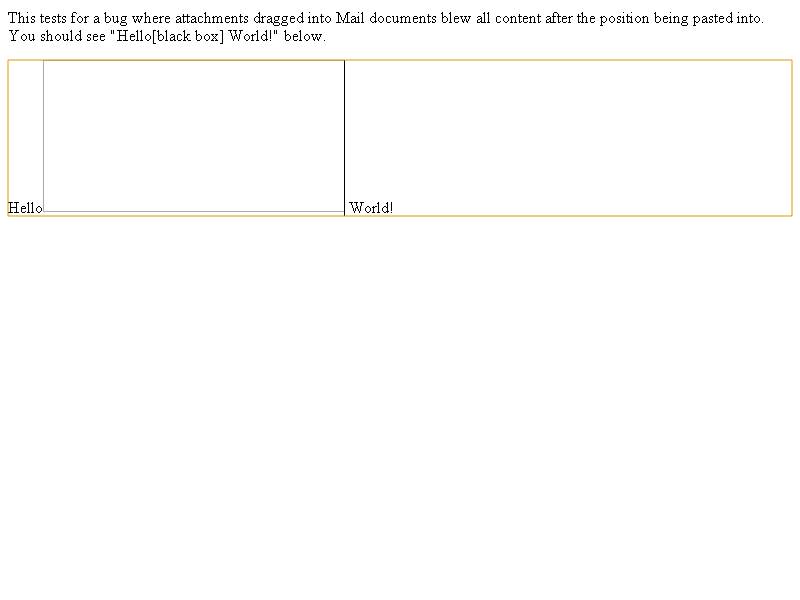 This tests for a bug where attachments dragged into Mail documents blew all content after the position being pasted into.
You should see "Hello[black box] World!" below.
Hello World!